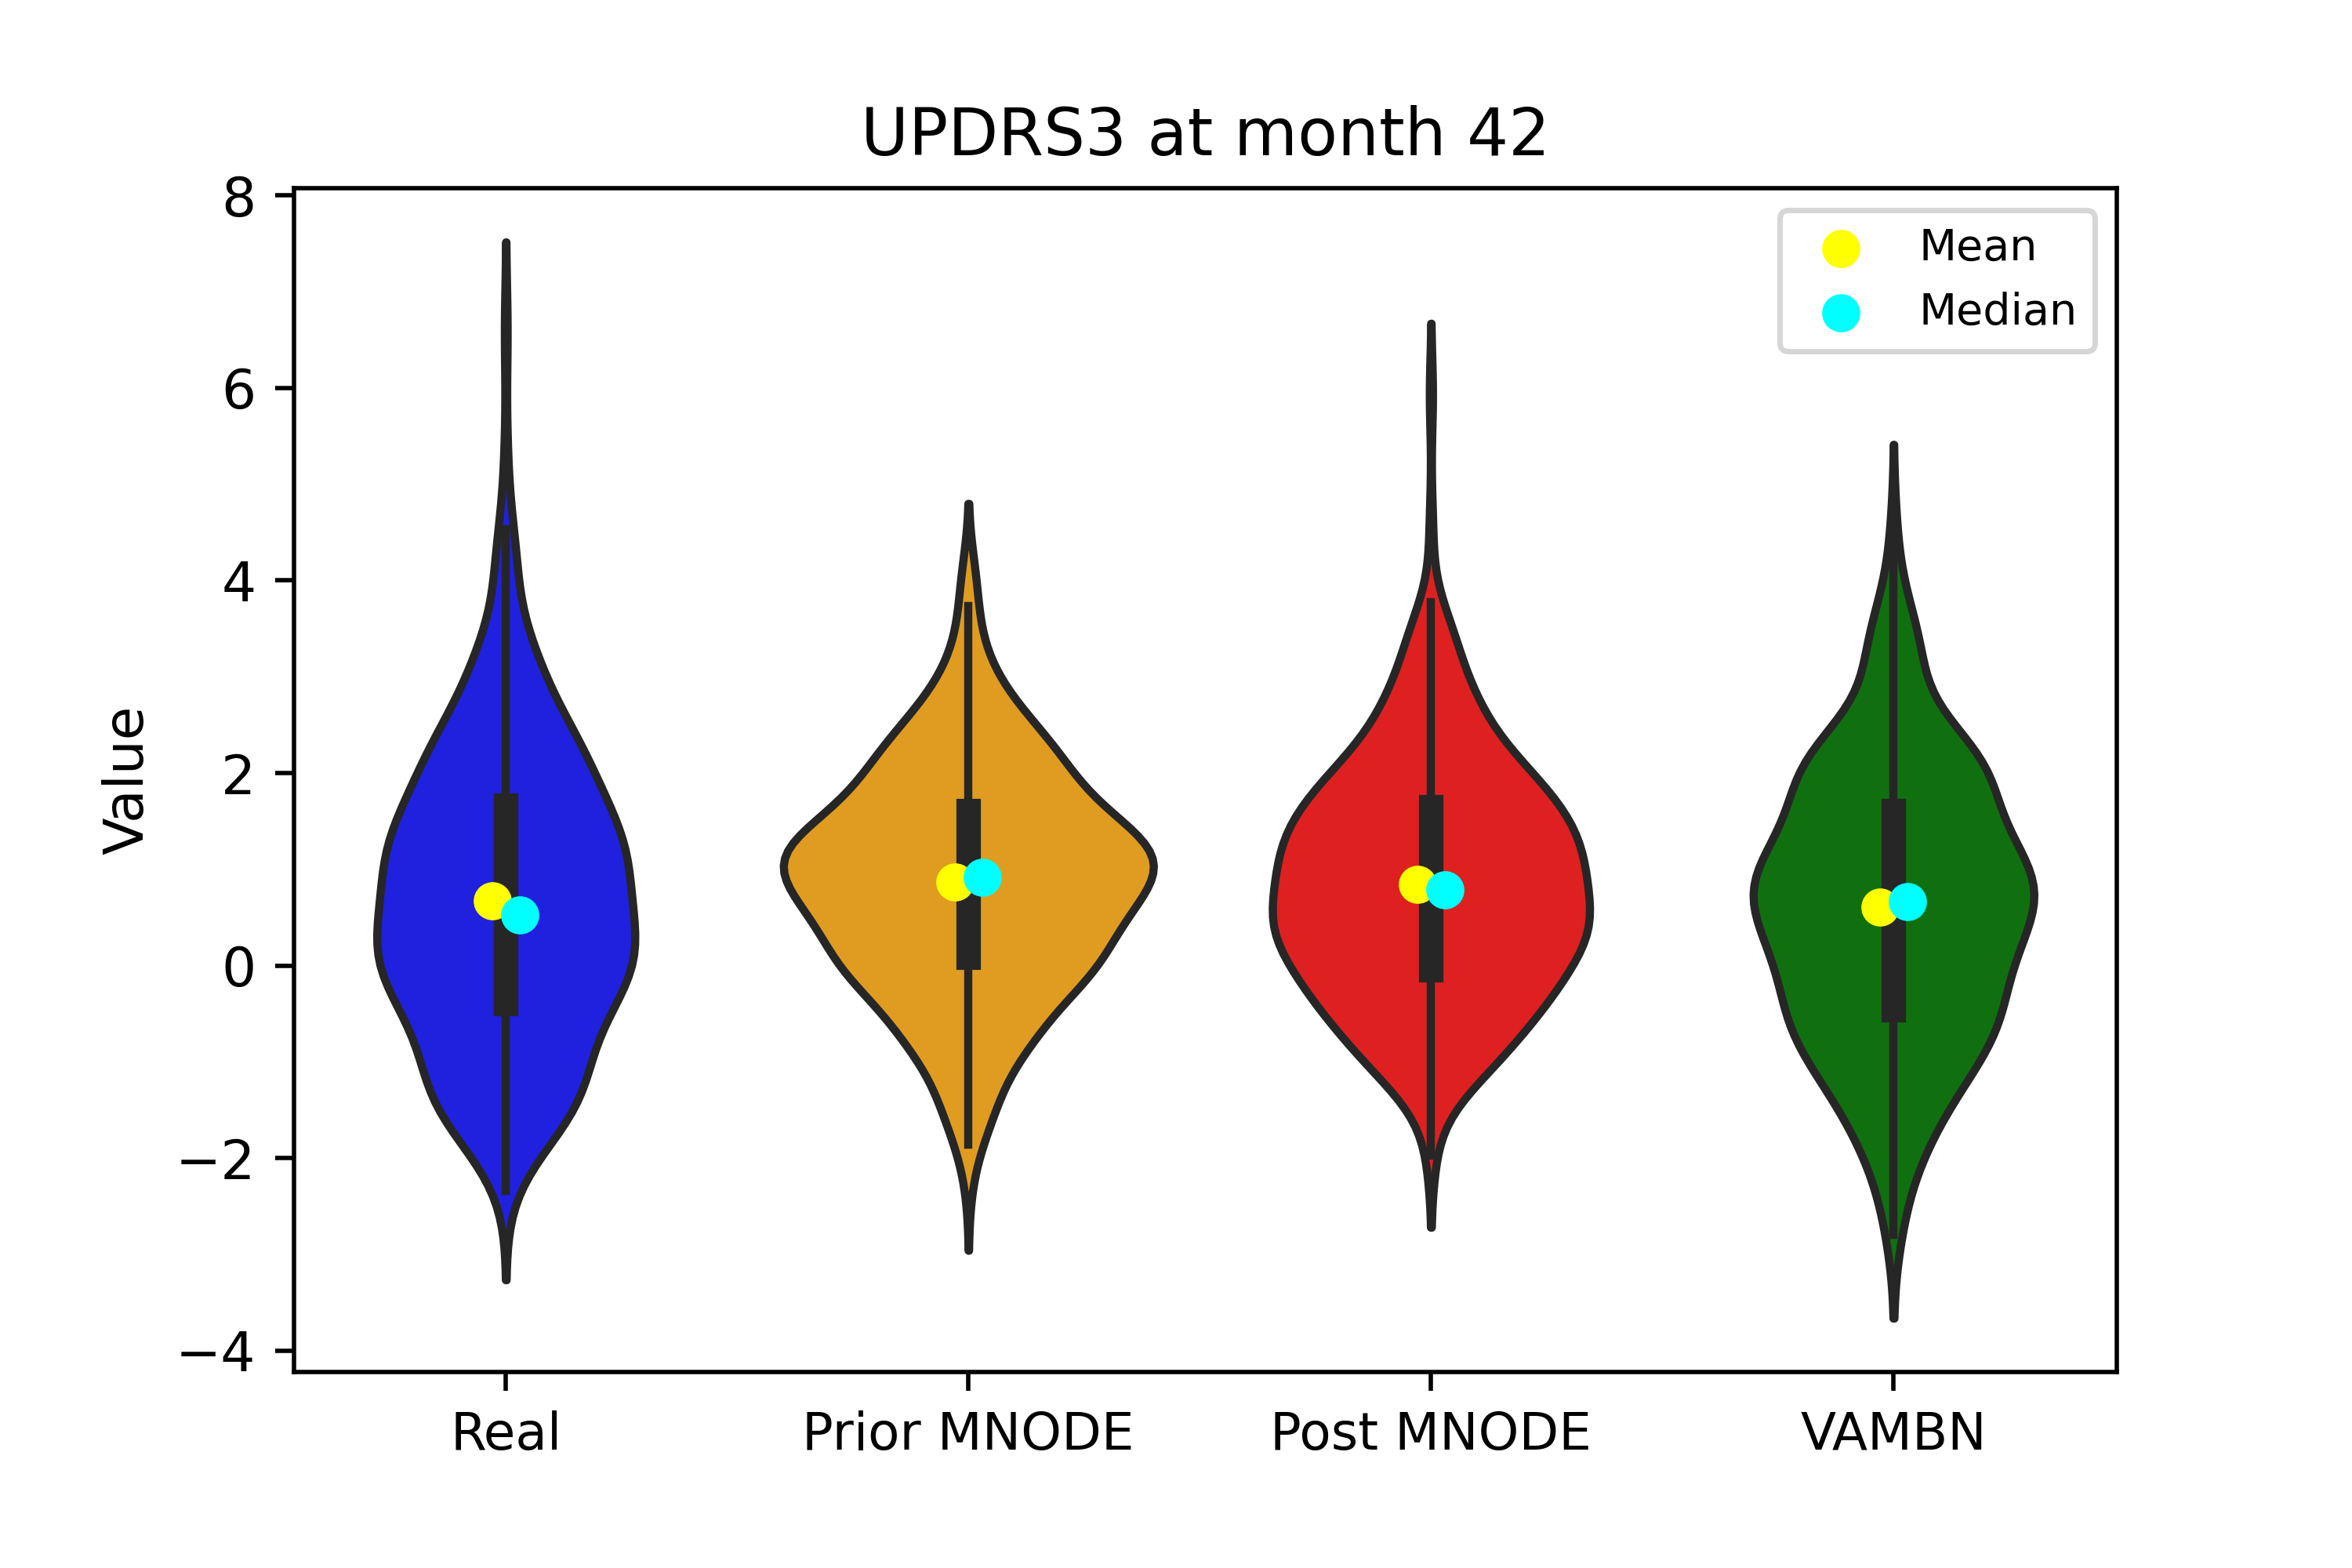 UPDRS3 at month 42
8
6
4
2
0
−2
−4
Value
Mean
Median
Real
Prior MNODE
Post MNODE
VAMBN